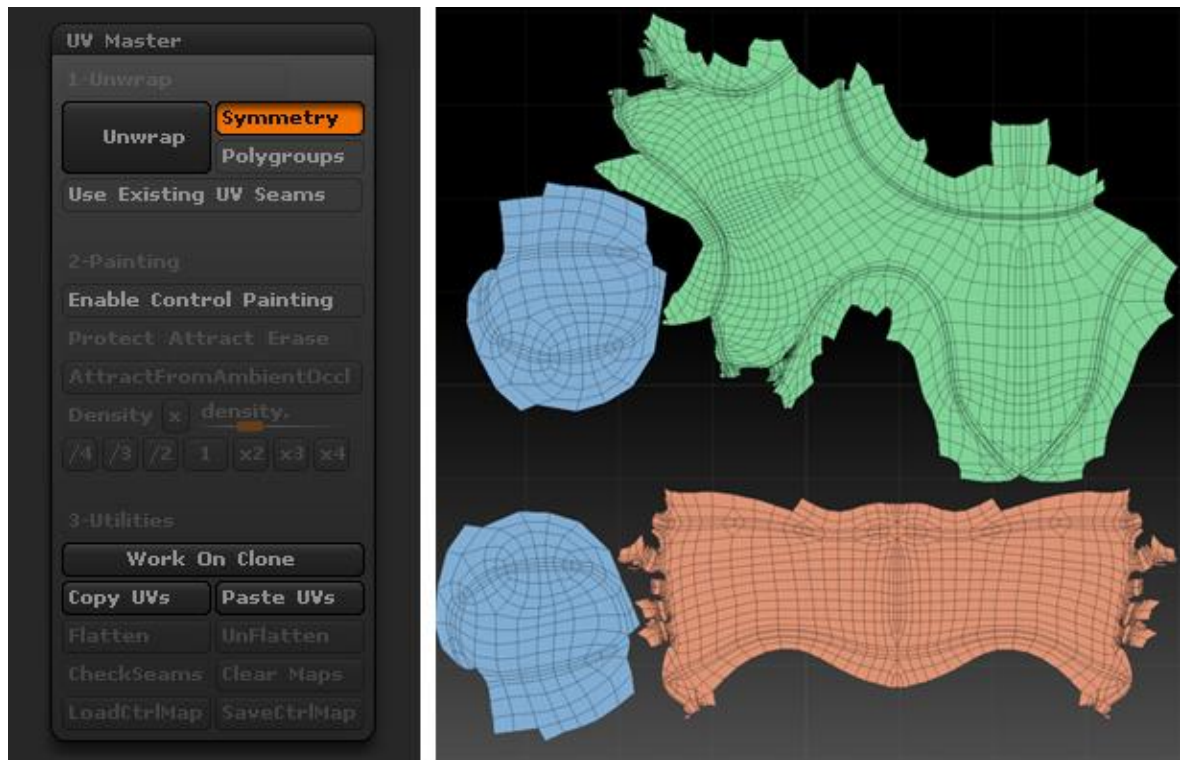 UV Master
1-Unwrap
Unwrap
Symmetry
Polygroups
Use Existing UV Seams
2-Painting
Enable Control Painting
Protect Attract Erase
AttractFromAmbientOccl
Density x density.
/4 /3 /2 1 x2 x3 x4
3-Utilities
Work On Clone
Copy UVs Paste UVs
Flatten UnFlatten
CheckSeams Clear Maps
LoadCtrlMap SaveCtrlMap